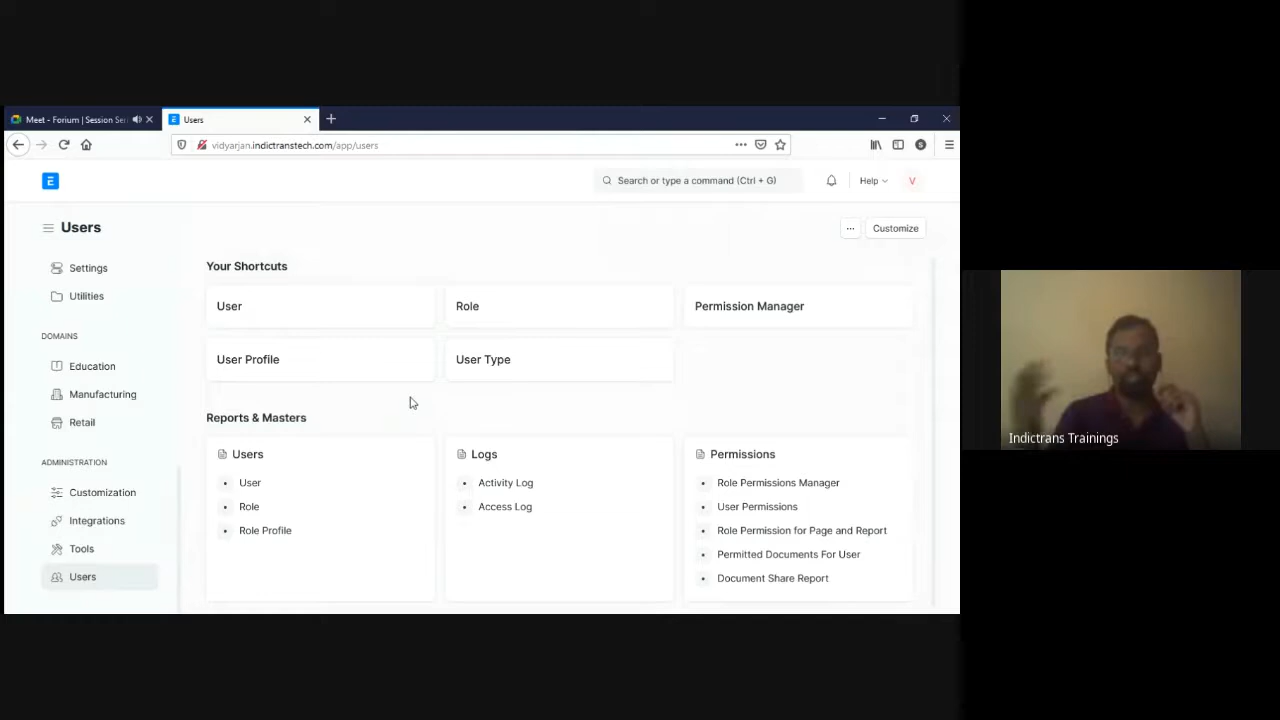 Meet - Forium | Session Ser
Users
vidyarjan.indictranstech.com/app/users
E
Search or type a command (Ctrl + G)
Help
V
Users
Customize
Settings
Utilities
DOMAINS
Education
Manufacturing
Retail
ADMINISTRATION
Customization
Integrations
Tools
Users
Your Shortcuts
User
Role
Permission Manager
User Profile
User Type
Reports & Masters
Users
User
Role
Role Profile
Logs
Activity Log
Access Log
Permissions
Role Permissions Manager
User Permissions
Role Permission for Page and Report
Permitted Documents For User
Document Share Report
Indictrans Trainings